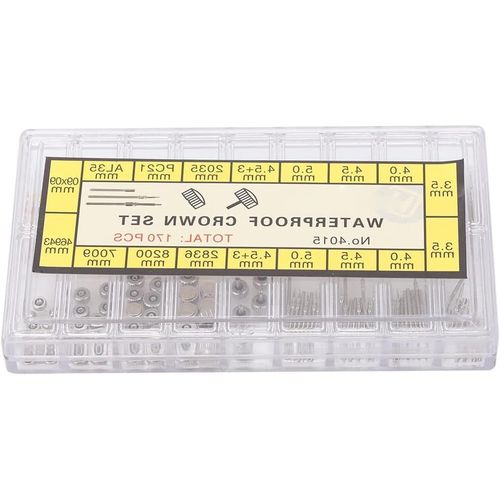 3.5 mm
4.0 mm
4.5 mm
5.0 mm
4.5+3 mm
2035 mm
PC21 mm
AL35 mm
09x09 mm
WATERPROOF CROWN SET
No.4015 TOTAL: 170 PCS
3.5 mm
4.0 mm
4.5 mm
5.0 mm
4.5+3 mm
2836 mm
8200 mm
7009 mm
46943 mm